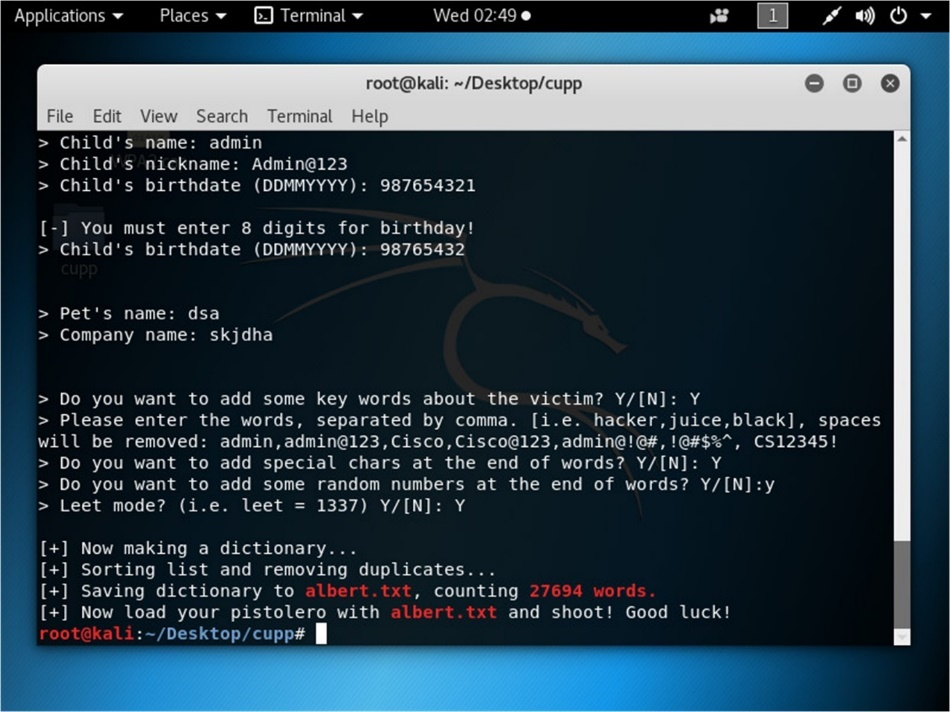 Applications Places Terminal Wed 02:49 1
root@kali: ~/Desktop/cupp
File Edit View Search Terminal Help
> Child's name: admin
> Child's nickname: Admin@123
> Child's birthdate (DDMMYYYY): 987654321
[-] You must enter 8 digits for birthday!
> Child's birthdate (DDMMYYYY): 98765432
cupp
> Pet's name: dsa
> Company name: skjdha
> Do you want to add some key words about the victim? Y/[N]: Y
> Please enter the words, separated by comma. [i.e. hacker,juice,black], spaces
will be removed: admin,admin@123,Cisco,Cisco@123,admin@!@#,!@#$%^, CS12345!
> Do you want to add special chars at the end of words? Y/[N]: Y
> Do you want to add some random numbers at the end of words? Y/[N]:y
> Leet mode? (i.e. leet = 1337) Y/[N]: Y
[+] Now making a dictionary...
[+] Sorting list and removing duplicates...
[+] Saving dictionary to albert.txt, counting 27694 words.
[+] Now load your pistolero with albert.txt and shoot! Good luck!
root@kali:~/Desktop/cupp#